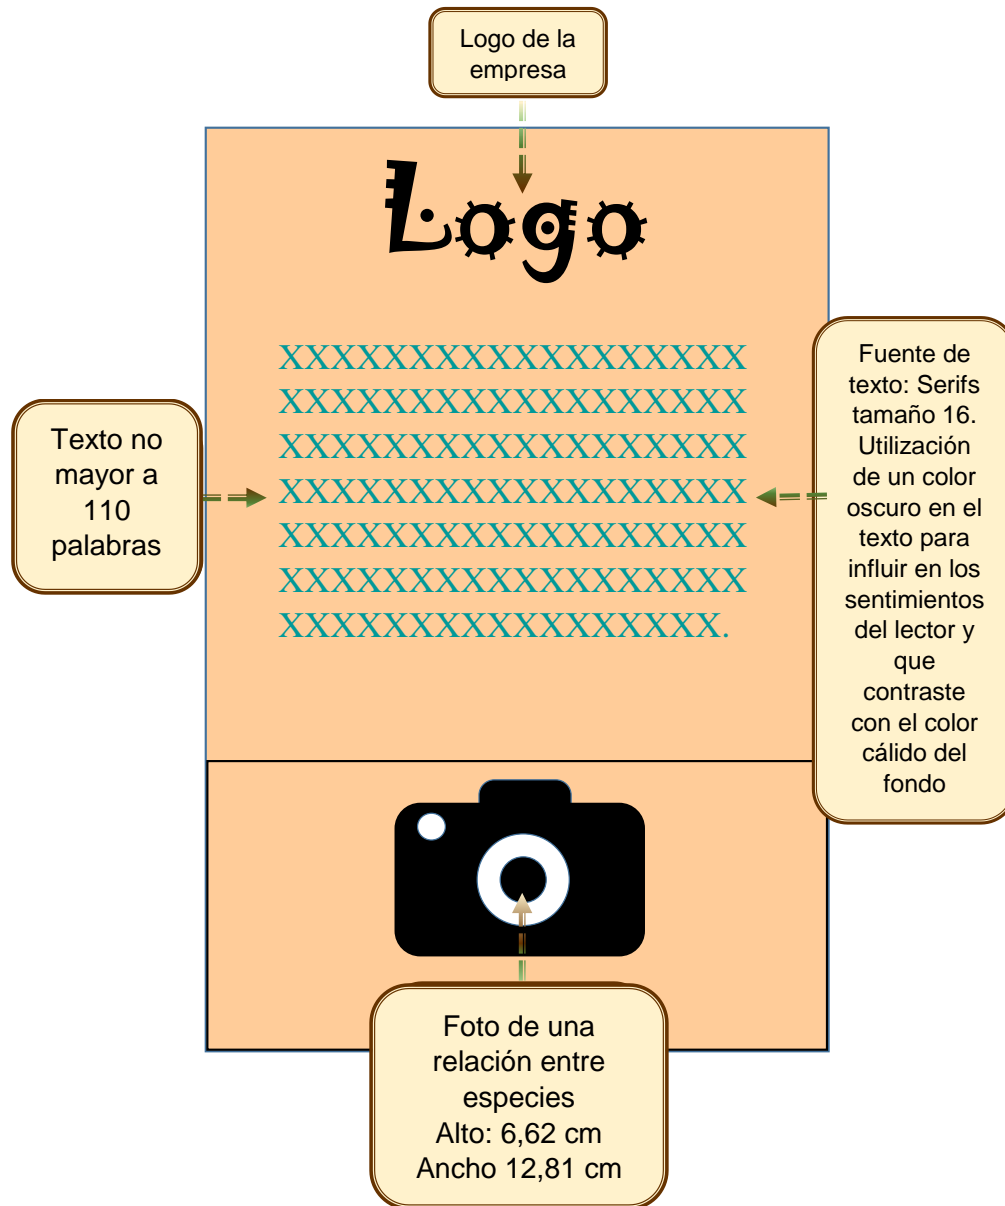 Logo de la
empresa
Logo
XXXXXXXXXXXXXXXXXX
XXXXXXXXXXXXXXXXXX
XXXXXXXXXXXXXXXXXX
XXXXXXXXXXXXXXXXXX
XXXXXXXXXXXXXXXXXX
XXXXXXXXXXXXXXXXXX
XXXXXXXXXXXXXXXXX.
Texto no
mayor a
110
palabras
Fuente de
texto: Serifs
tamaño 16.
Utilización
de un color
oscuro en el
texto para
influir en los
sentimientos
del lector y
que
contraste
con el color
cálido del
fondo
Foto de una
relación entre
especies
Alto: 6,62 cm
Ancho 12,81 cm